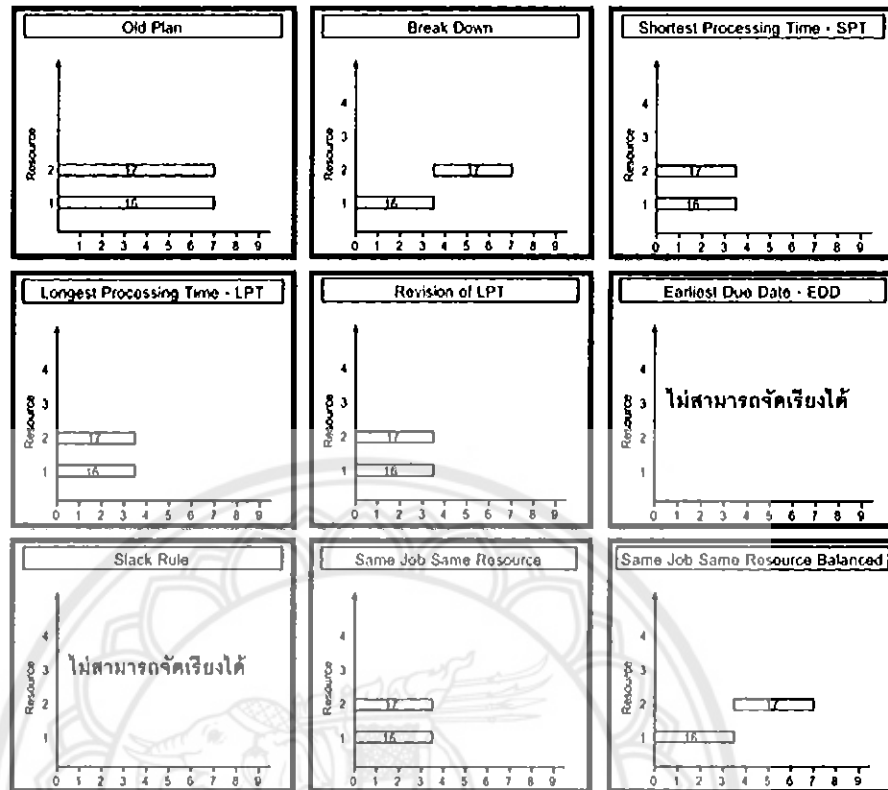 Old Plan
Resource
4
3
2
1
17
16
0 1 2 3 4 5 6 7 8 9
Break Down
Resource
4
3
2
1
17
16
0 1 2 3 4 5 6 7 8 9
Shortest Processing Time - SPT
Resource
4
3
2
1
17
16
0 1 2 3 4 5 6 7 8 9
Longest Processing Time - LPT
Resource
4
3
2
1
17
16
0 1 2 3 4 5 6 7 8 9
Revision of LPT
Resource
4
3
2
1
17
16
0 1 2 3 4 5 6 7 8 9
Earliest Due Date - EDD
Resource
4
3
2
1
ไม่สามารถจัดเรียงได้
0 1 2 3 4 5 6 7 8 9
Slack Rule
Resource
4
3
2
1
ไม่สามารถจัดเรียงได้
0 1 2 3 4 5 6 7 8 9
Same Job Same Resource
Resource
4
3
2
1
17
16
0 1 2 3 4 5 6 7 8 9
Same Job Same Resource Balanced
Resource
4
3
2
1
17
16
0 1 2 3 4 5 6 7 8 9